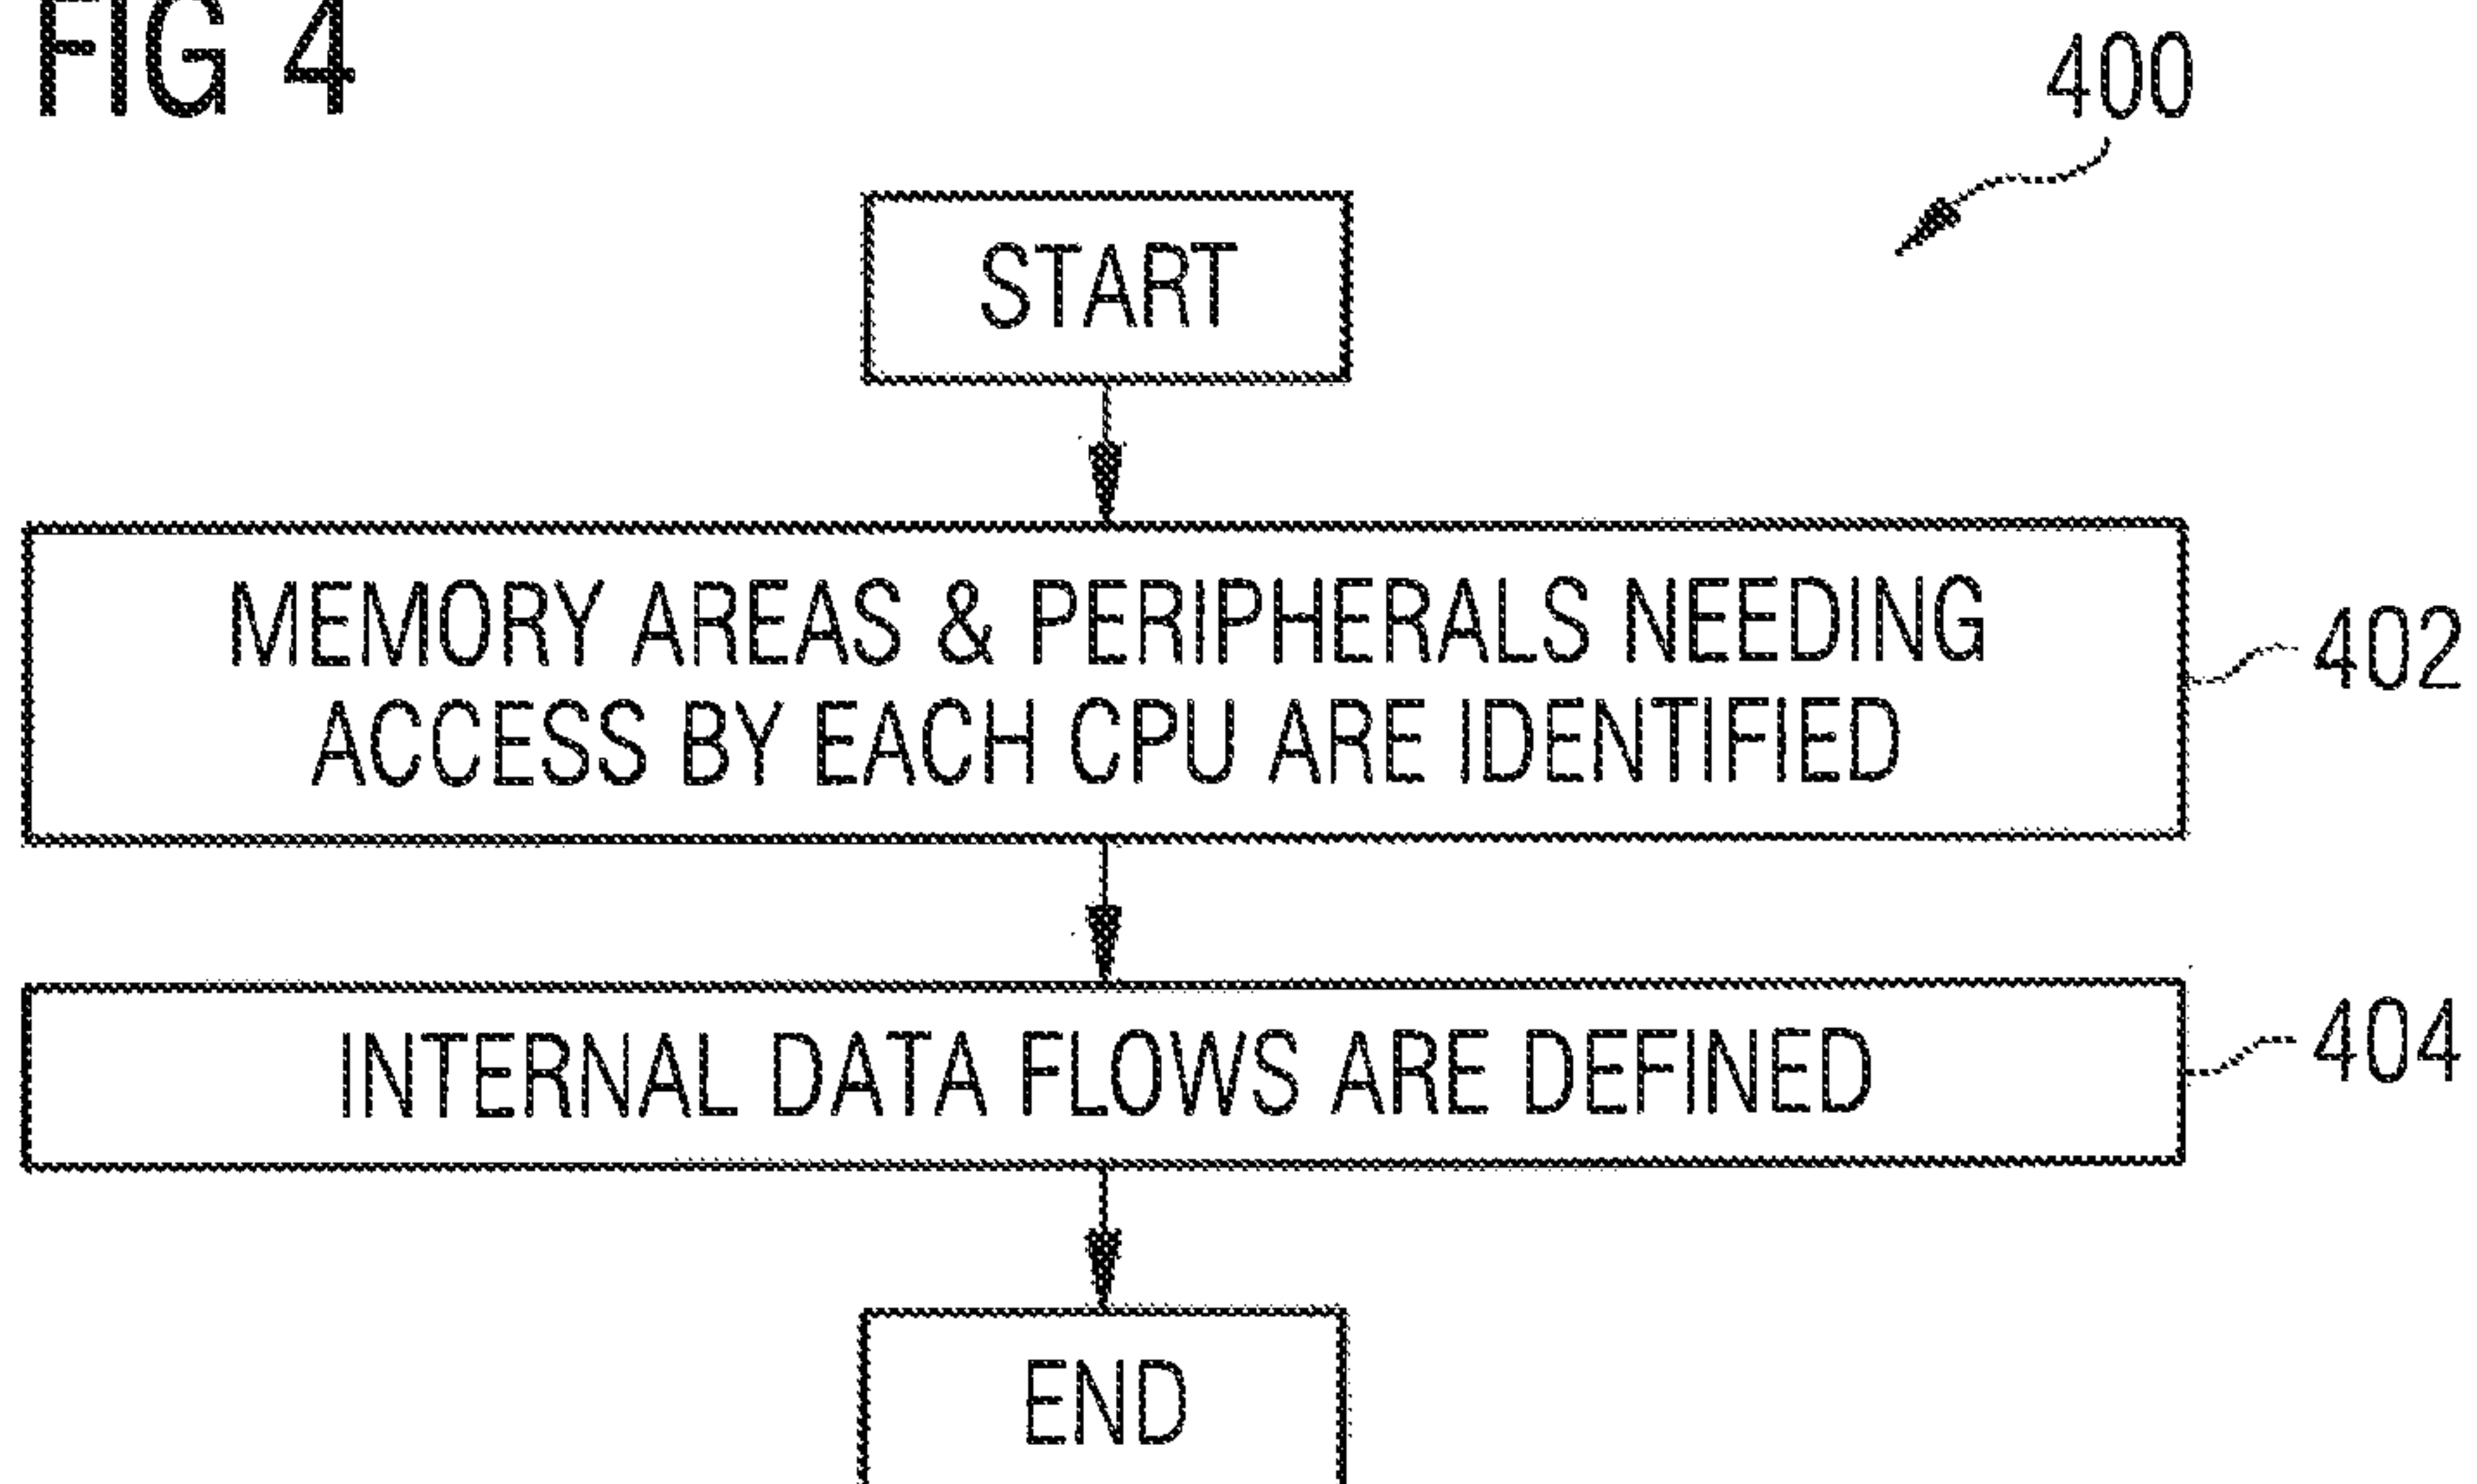 FIG 4
400
START
MEMORY AREAS & PERIPHERALS NEEDING
ACCESS BY EACH CPU ARE IDENTIFIED
402
INTERNAL DATA FLOWS ARE DEFINED
404
END